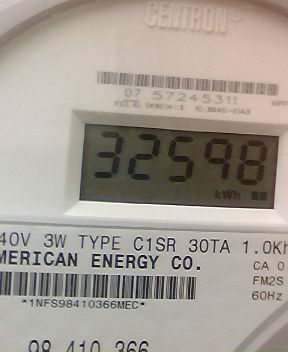 CENTRON®
07 57245311
32598
kWh
40V 3W TYPE C1SR 30TA 1.0Kh
MERICAN ENERGY CO.
CA 0
FM2S
60Hz
*1NFS98410366MEC*
98 410 366